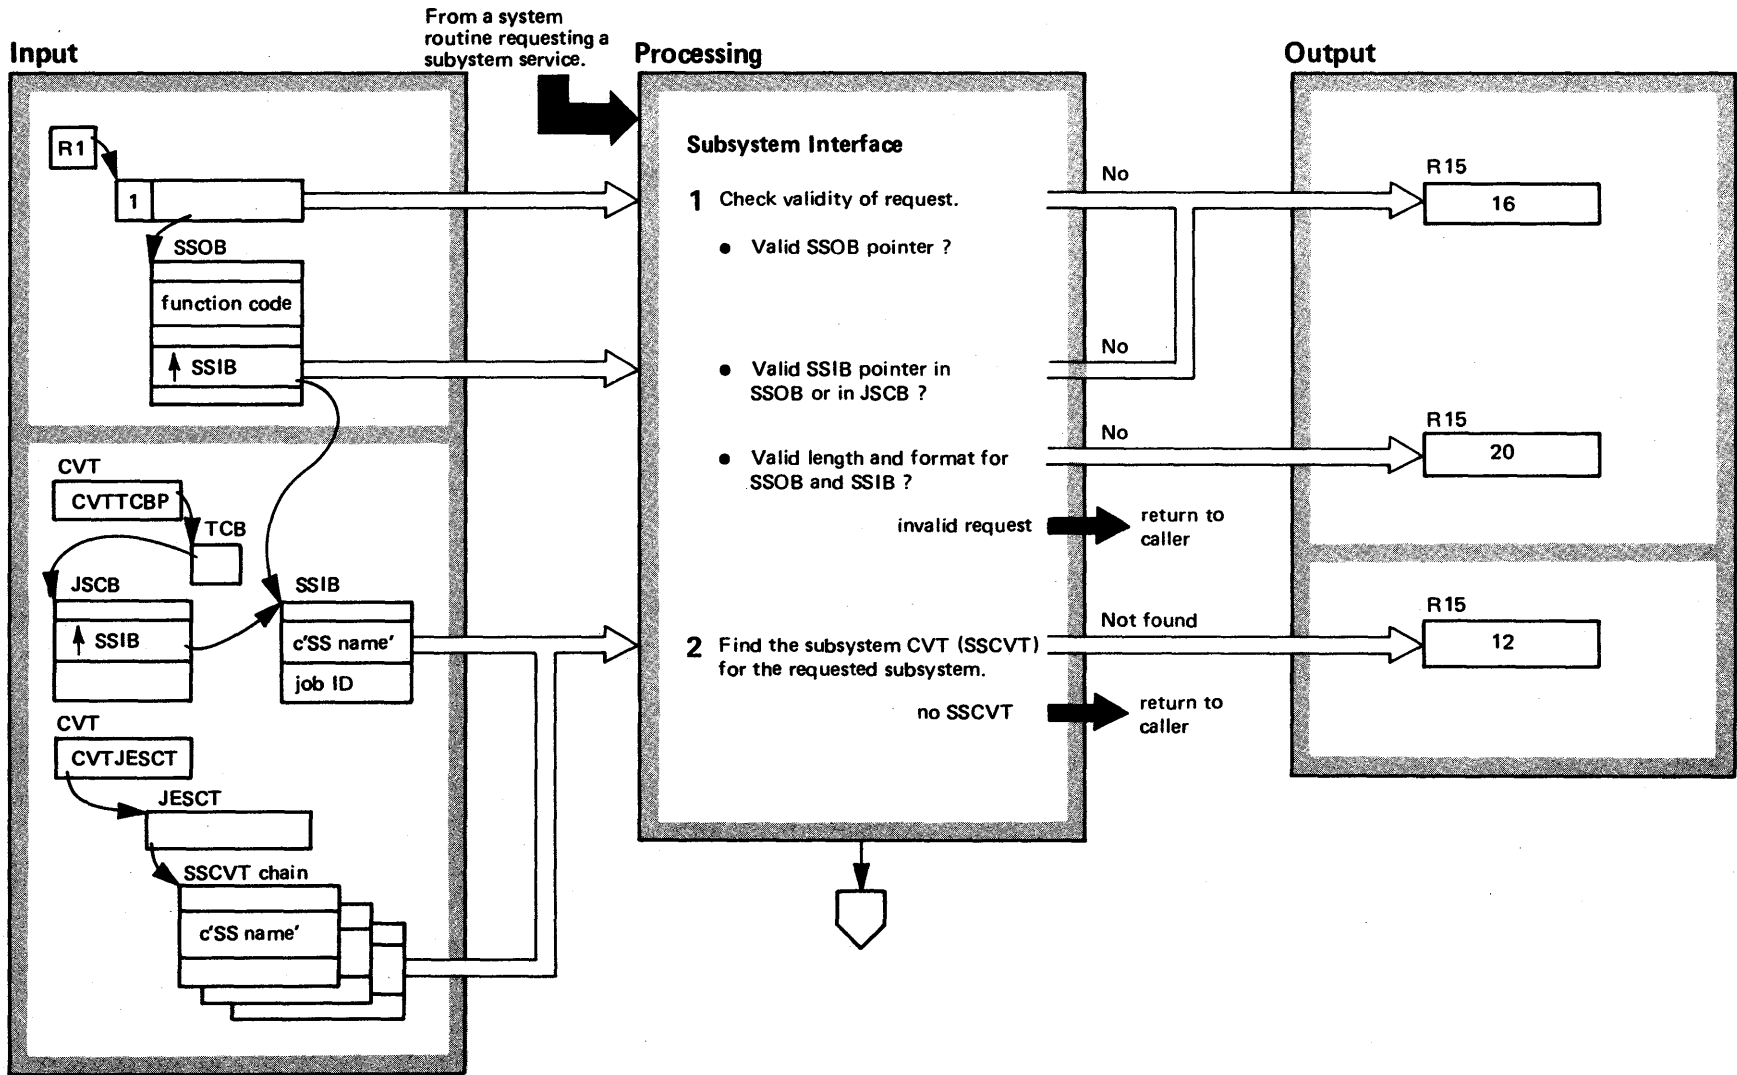 From a system
routine requesting a
subystem service.
Input
Processing
Output
R1
1
SSOB
function code
SSIB
CVT
CVTTCBP
TCB
JSCB
SSIB
SSIB
c'SS name'
job ID
CVT
CVTJESCT
JESCT
SSCVT chain
c'SS name'
Subsystem Interface
1 Check validity of request.
• Valid SSOB pointer ?
• Valid SSIB pointer in
SSOB or in JSCB ?
• Valid length and format for
SSOB and SSIB ?
invalid request
return to
caller
2 Find the subsystem CVT (SSCVT)
for the requested subsystem.
no SSCVT
return to
caller
No
No
No
Not found
R15
16
R15
20
R15
12